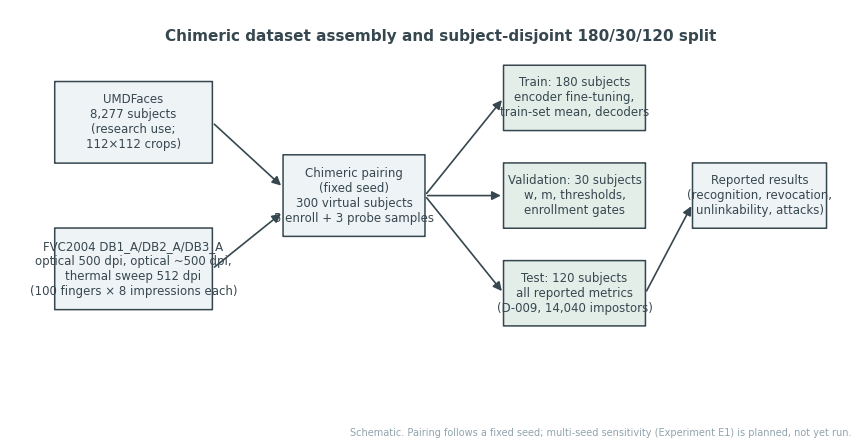 Chimeric dataset assembly and subject-disjoint 180/30/120 split
UMDFaces
8,277 subjects
(research use;
112×112 crops)
FVC2004 DB1_A/DB2_A/DB3_A
optical 500 dpi, optical ~500 dpi,
thermal sweep 512 dpi
(100 fingers × 8 impressions each)
Chimeric pairing
(fixed seed)
300 virtual subjects
3 enroll + 3 probe samples
Train: 180 subjects
encoder fine-tuning,
train-set mean, decoders
Validation: 30 subjects
w, m, thresholds,
enrollment gates
Test: 120 subjects
all reported metrics
(D-009, 14,040 impostors)
Reported results
(recognition, revocation,
unlinkability, attacks)
Schematic. Pairing follows a fixed seed; multi-seed sensitivity (Experiment E1) is planned, not yet run.